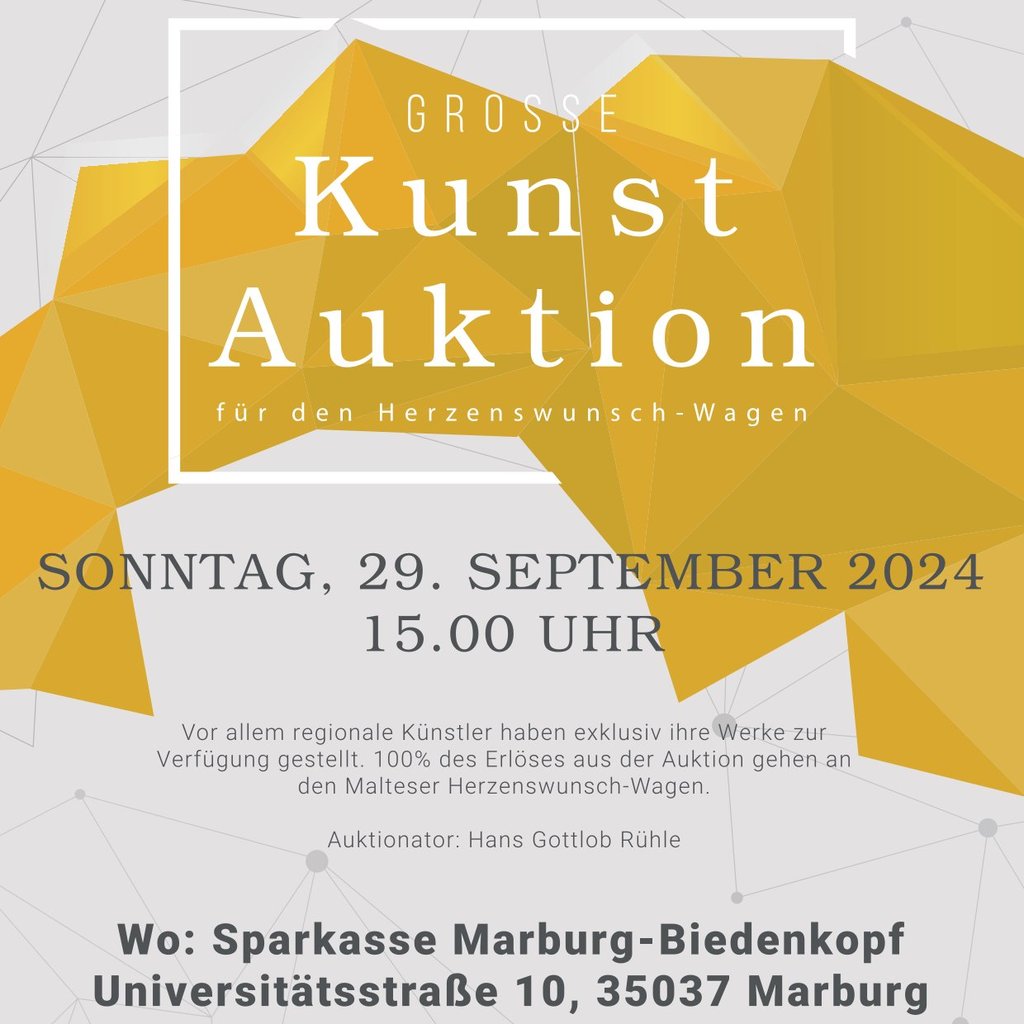 GROSSE
Kunst
Auktion
für den Herzenswunsch-Wagen
SONNTAG, 29. SEPTEMBER 2024
15.00 UHR
Vor allem regionale Künstler haben exklusiv ihre Werke zur
Verfügung gestellt. 100% des Erlöses aus der Auktion gehen an
den Malteser Herzenswunsch-Wagen.
Auktionator: Hans Gottlob Rühle
Wo: Sparkasse Marburg-Biedenkopf
Universitätsstraße 10, 35037 Marburg